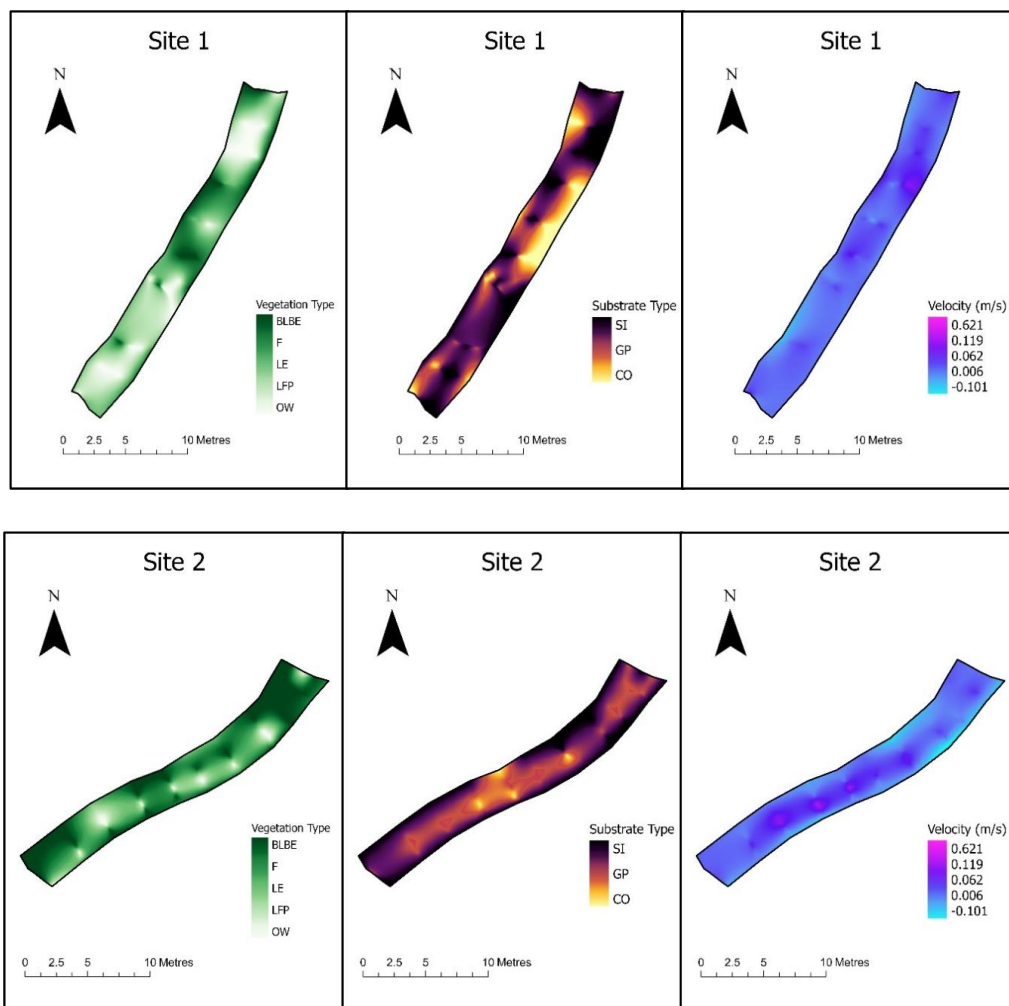 Site 1
N
Vegetation Type
BLBE
F
LE
LFP
OW
0 2.5 5 10 Metres
Site 1
N
Substrate Type
SI
GP
CO
0 2.5 5 10 Metres
Site 1
N
Velocity (m/s)
0.621
0.119
0.062
0.006
-0.101
0 2.5 5 10 Metres
Site 2
N
Vegetation Type
BLBE
F
LE
LFP
OW
0 2.5 5 10 Metres
Site 2
N
Substrate Type
SI
GP
CO
0 2.5 5 10 Metres
Site 2
N
Velocity (m/s)
0.621
0.119
0.062
0.006
-0.101
0 2.5 5 10 Metres